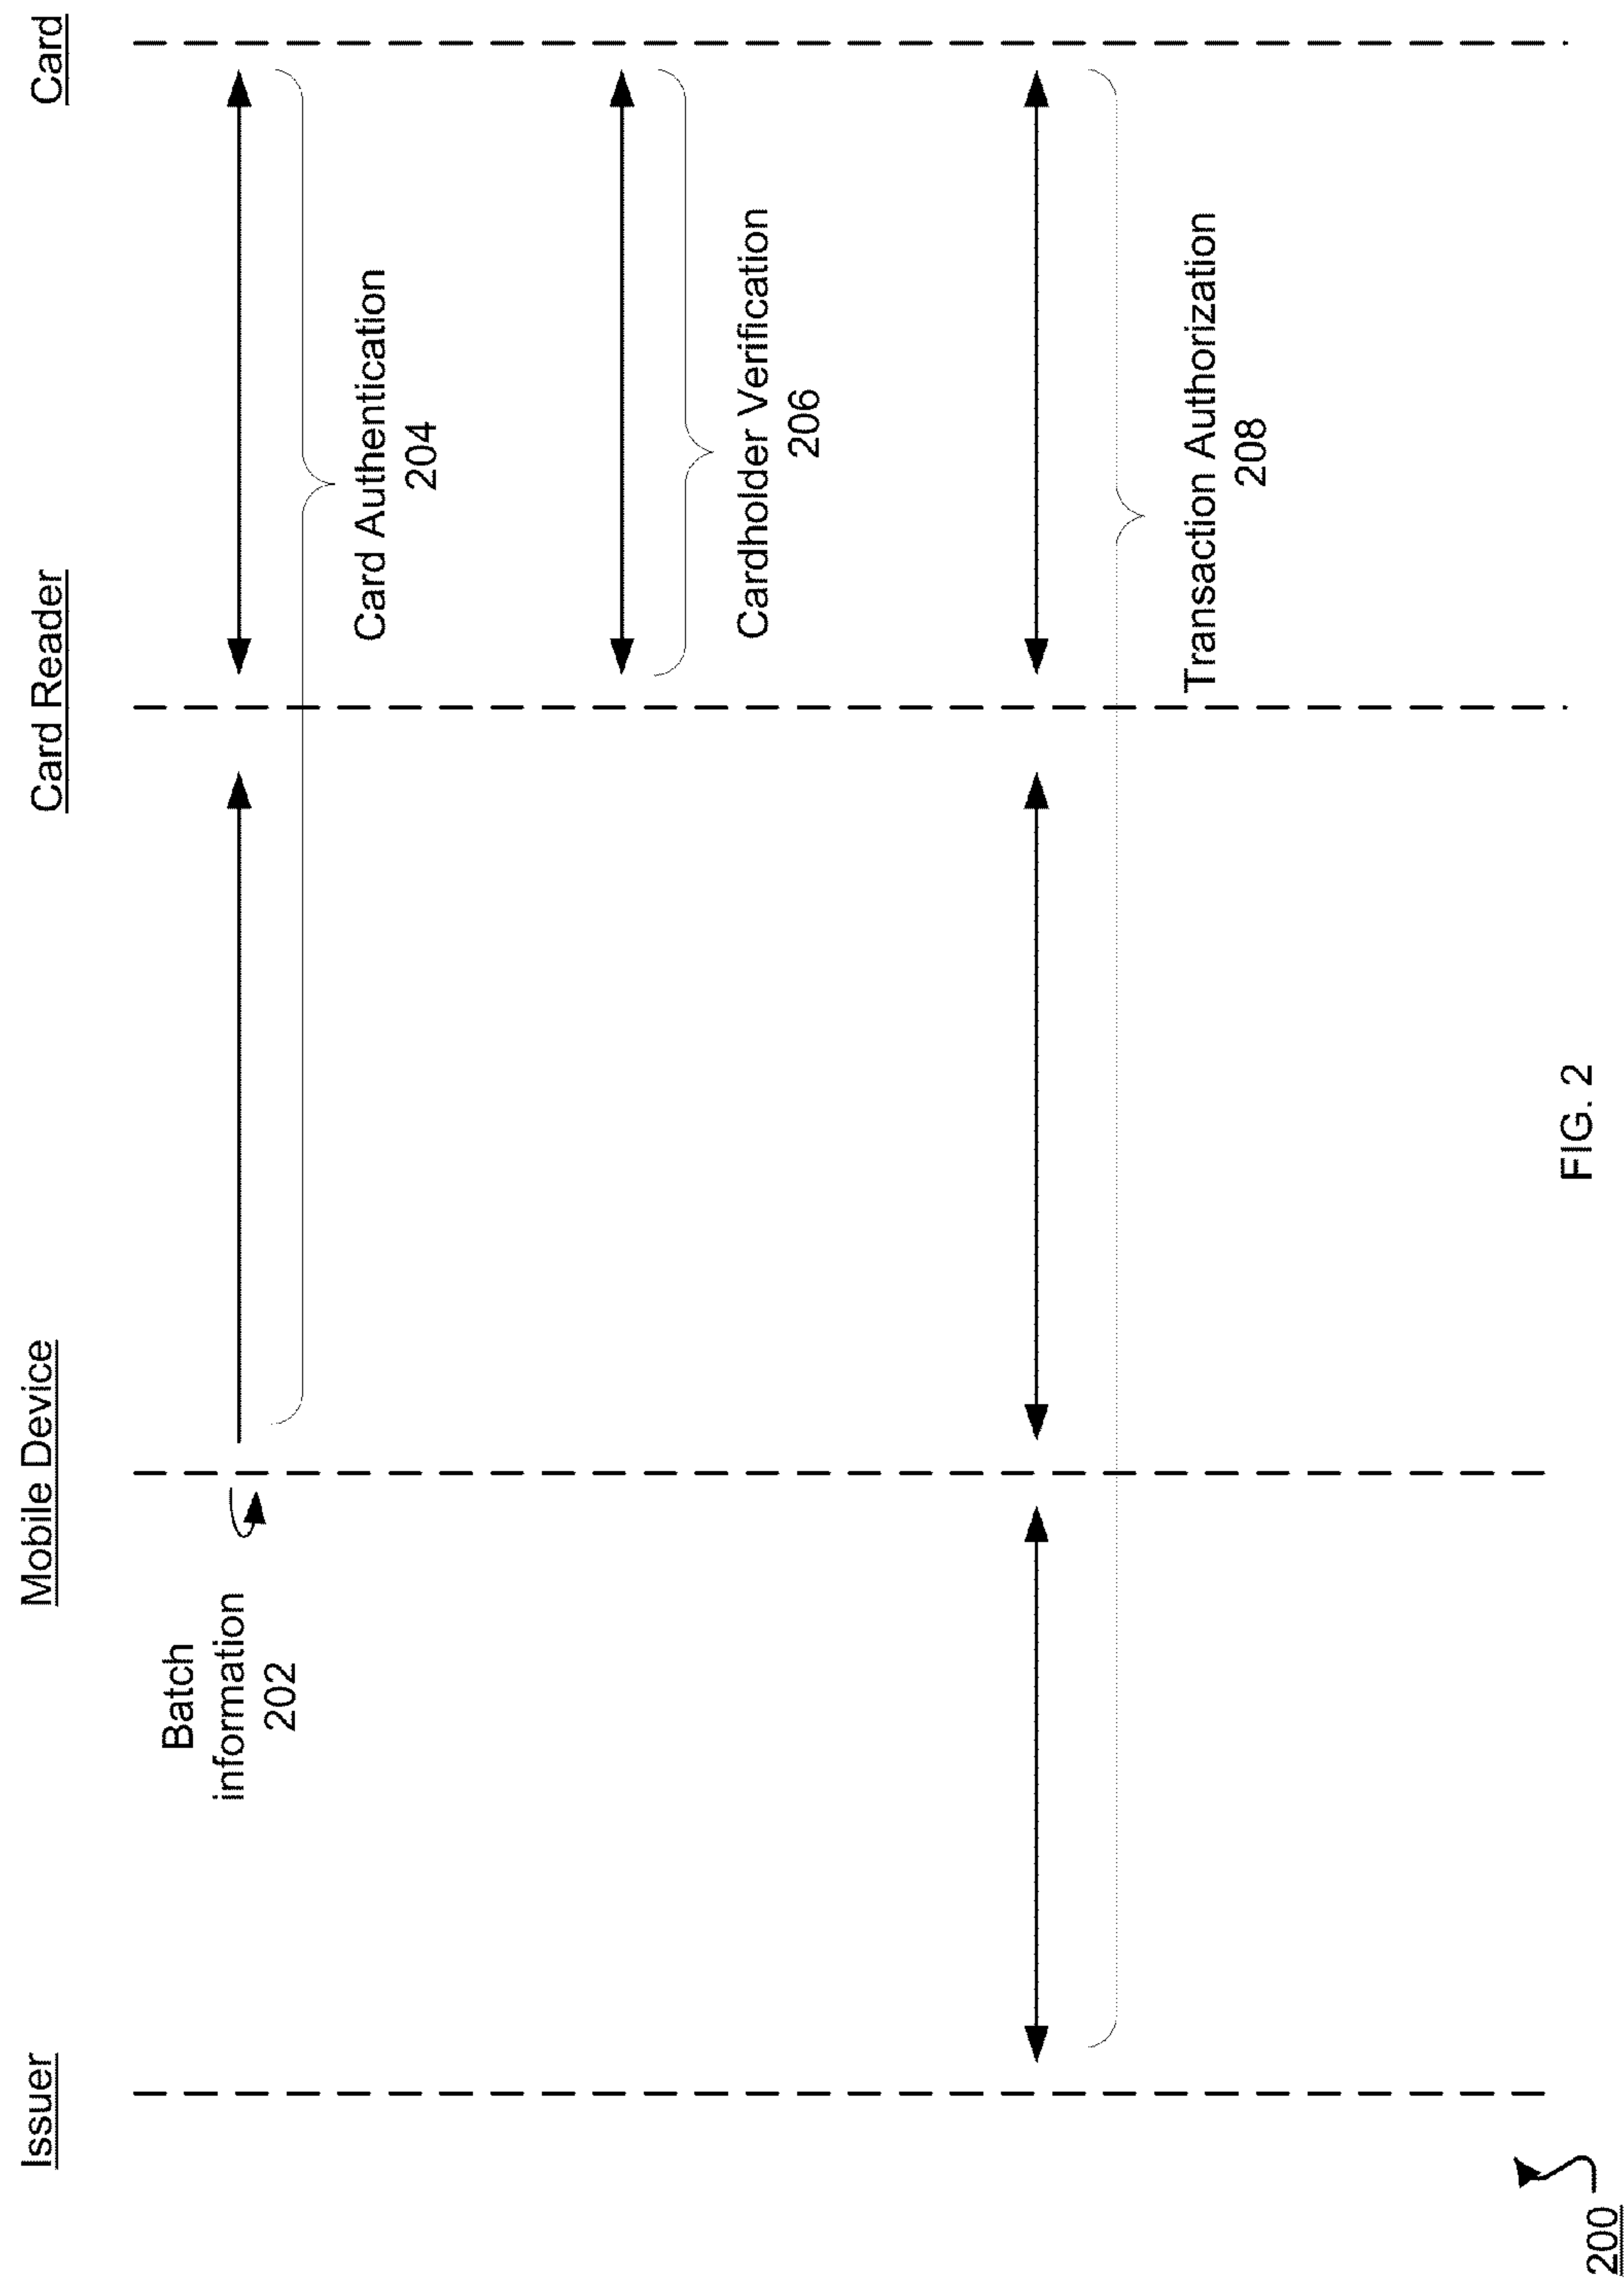 Issuer
Mobile Device
Card Reader
Card
Batch
information
202
Card Authentication
204
Cardholder Verification
206
Transaction Authorization
208
200
FIG. 2